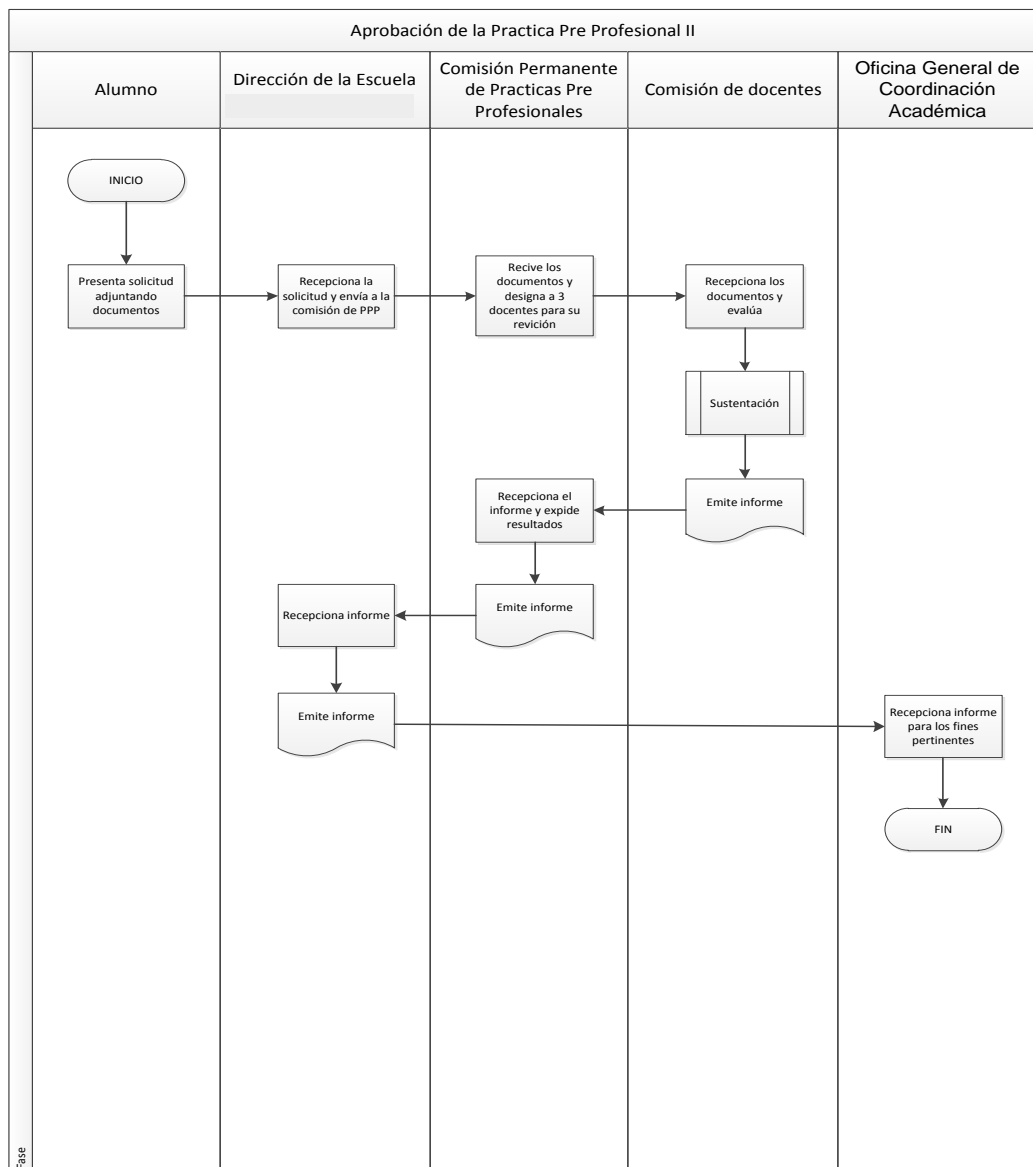 Aprobación de la Practica Pre Profesional II
Alumno
Dirección de la Escuela
Comisión Permanente
de Practicas Pre
Profesionales
Comisión de docentes
Oficina General de
Coordinación
Académica
INICIO
Presenta solicitud
adjuntando
documentos
Recepciona la
solicitud y envía a la
comisión de PPP
Recive los
documentos y
designa a 3
docentes para su
revición
Recepciona los
documentos y
evalúa
Sustentación
Emite informe
Recepciona el
informe y expide
resultados
Emite informe
Recepciona informe
Emite informe
Recepciona informe
para los fines
pertinentes
FIN
Fase